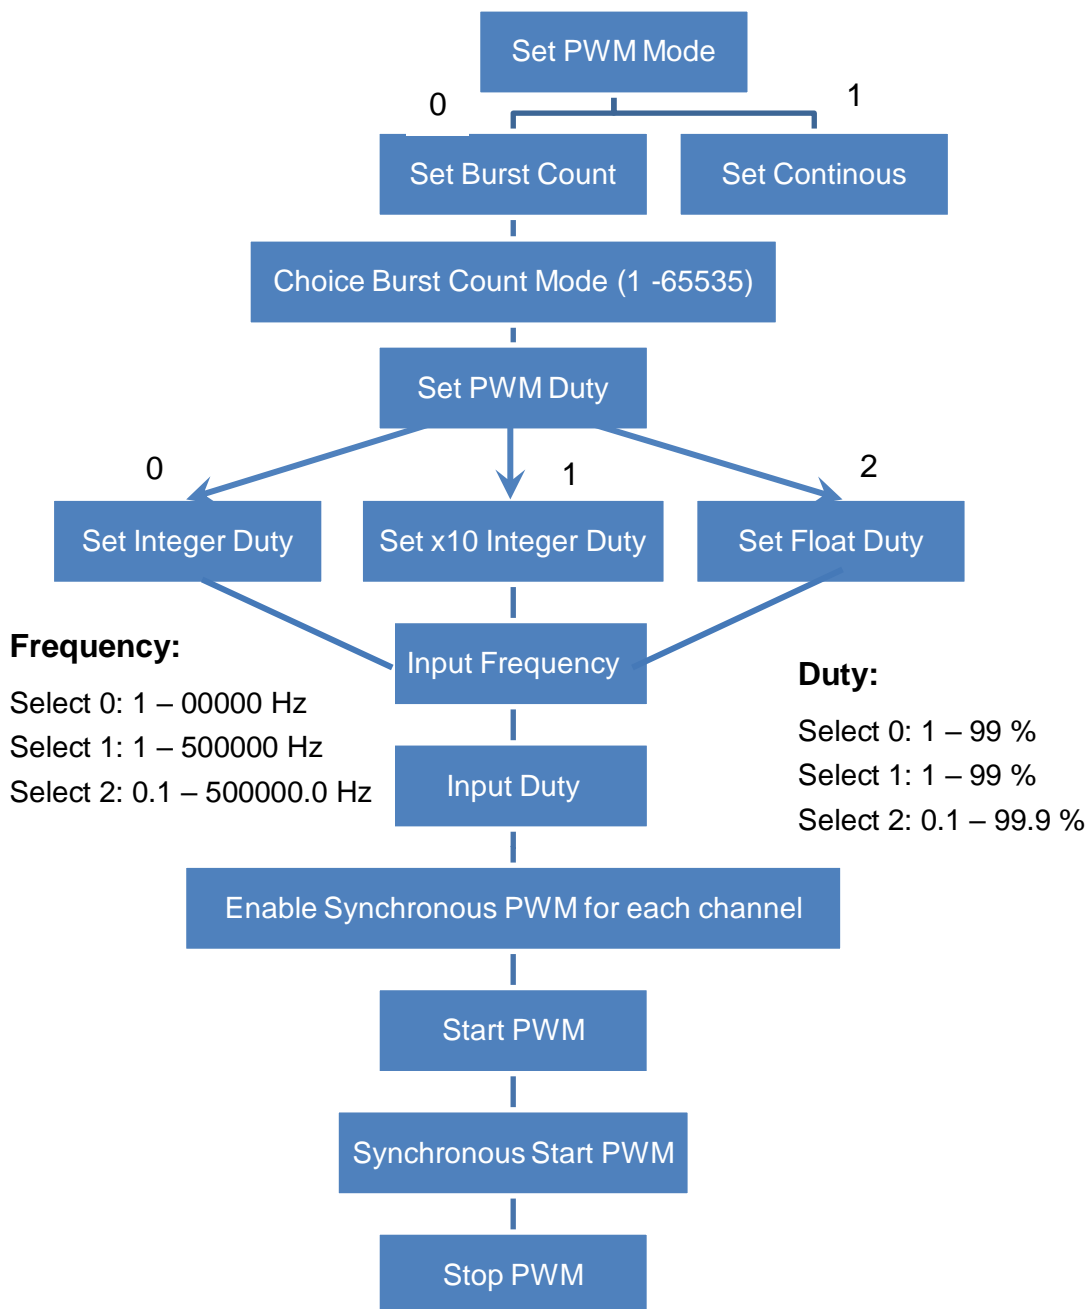 Set PWM Mode
0
1
Set Burst Count
Set Continous
Choice Burst Count Mode (1 -65535)
Set PWM Duty
0
1
2
Set Integer Duty
Set x10 Integer Duty
Set Float Duty
Frequency:
Select 0: 1 – 00000 Hz
Select 1: 1 – 500000 Hz
Select 2: 0.1 – 500000.0 Hz
Input Frequency
Duty:
Select 0: 1 – 99 %
Select 1: 1 – 99 %
Select 2: 0.1 – 99.9 %
Input Duty
Enable Synchronous PWM for each channel
Start PWM
Synchronous Start PWM
Stop PWM